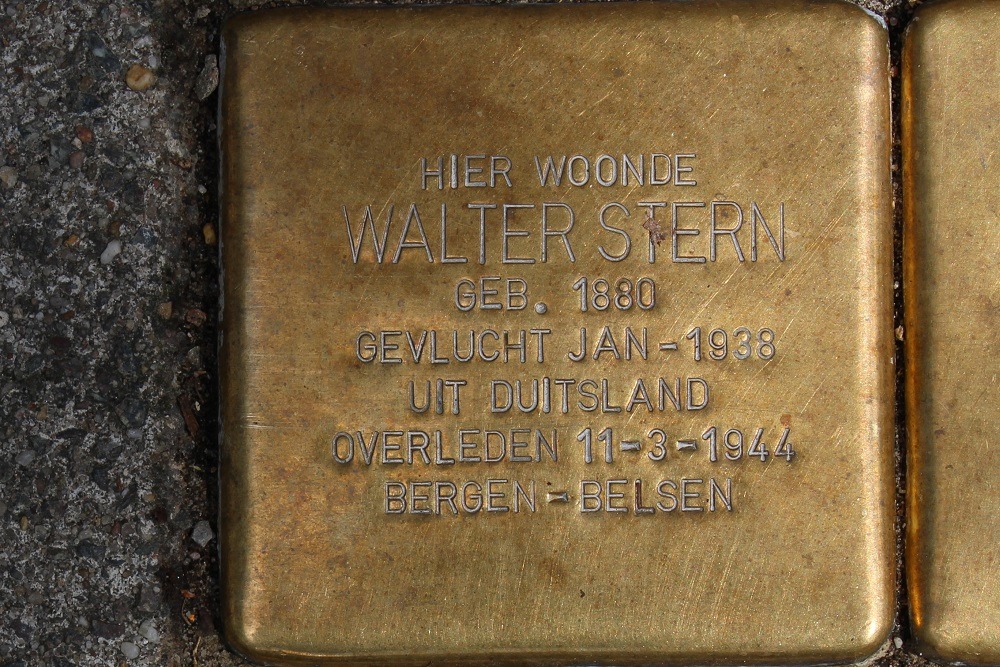 HIER WOONDE
WALTER STERN
GEB. 1880
GEVLUCHT JAN-1938
UIT DUITSLAND
OVERLEDEN 11-3-1944
BERGEN-BELSEN